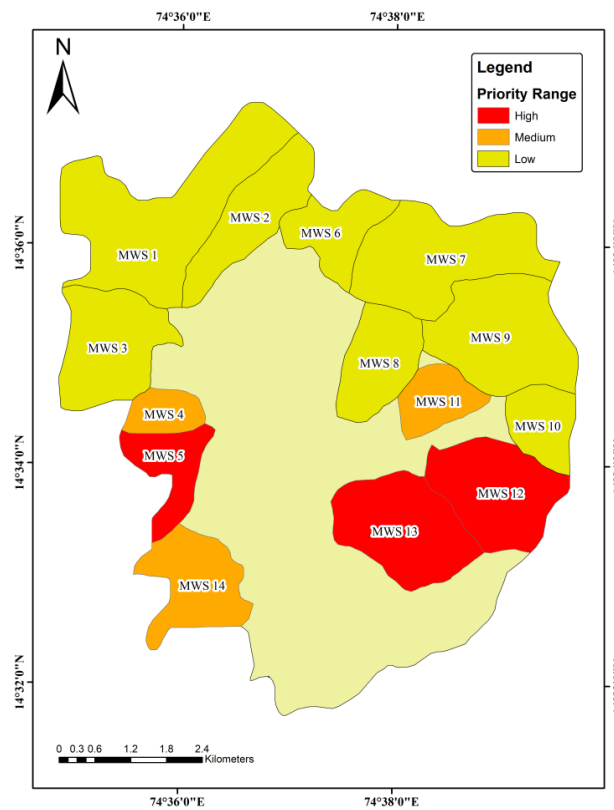 74°36'0"E 74°38'0"E
N
Legend
Priority Range
High
Medium
Low
14°36'0"N
MWS 1
MWS 2
MWS 6
MWS 7
MWS 3
MWS 8
MWS 9
MWS 4
MWS 11
MWS 10
14°34'0"N
MWS 5
MWS 12
MWS 13
MWS 14
14°32'0"N
0 0.3 0.6 1.2 1.8 2.4
Kilometers
74°36'0"E 74°38'0"E